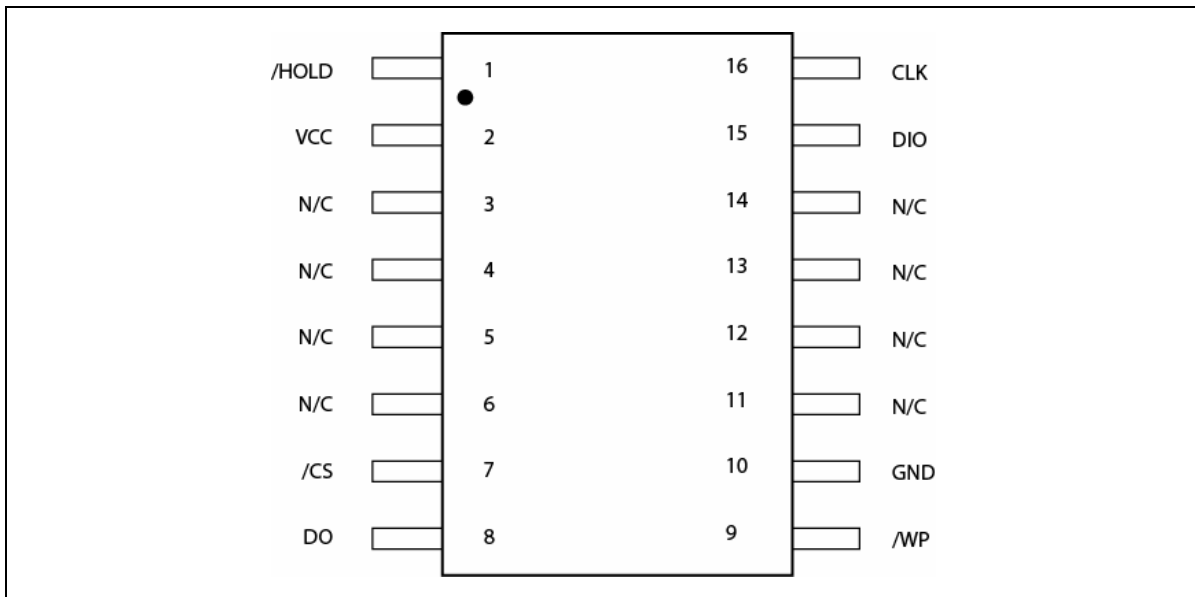 /HOLD 1 16 CLK
VCC 2 15 DIO
N/C 3 14 N/C
N/C 4 13 N/C
N/C 5 12 N/C
N/C 6 11 N/C
/CS 7 10 GND
DO 8 9 /WP